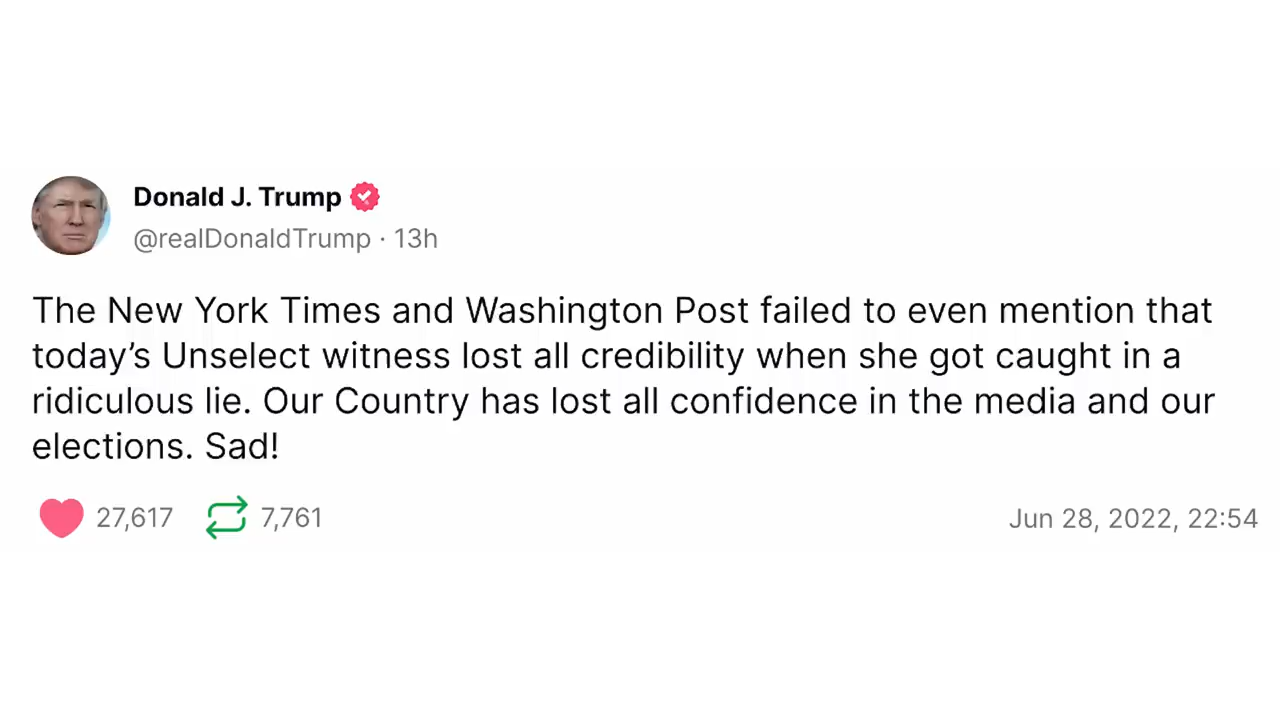 Donald J. Trump
@realDonaldTrump · 13h
The New York Times and Washington Post failed to even mention that
today’s Unselect witness lost all credibility when she got caught in a
ridiculous lie. Our Country has lost all confidence in the media and our
elections. Sad!
27,617 7,761 Jun 28, 2022, 22:54